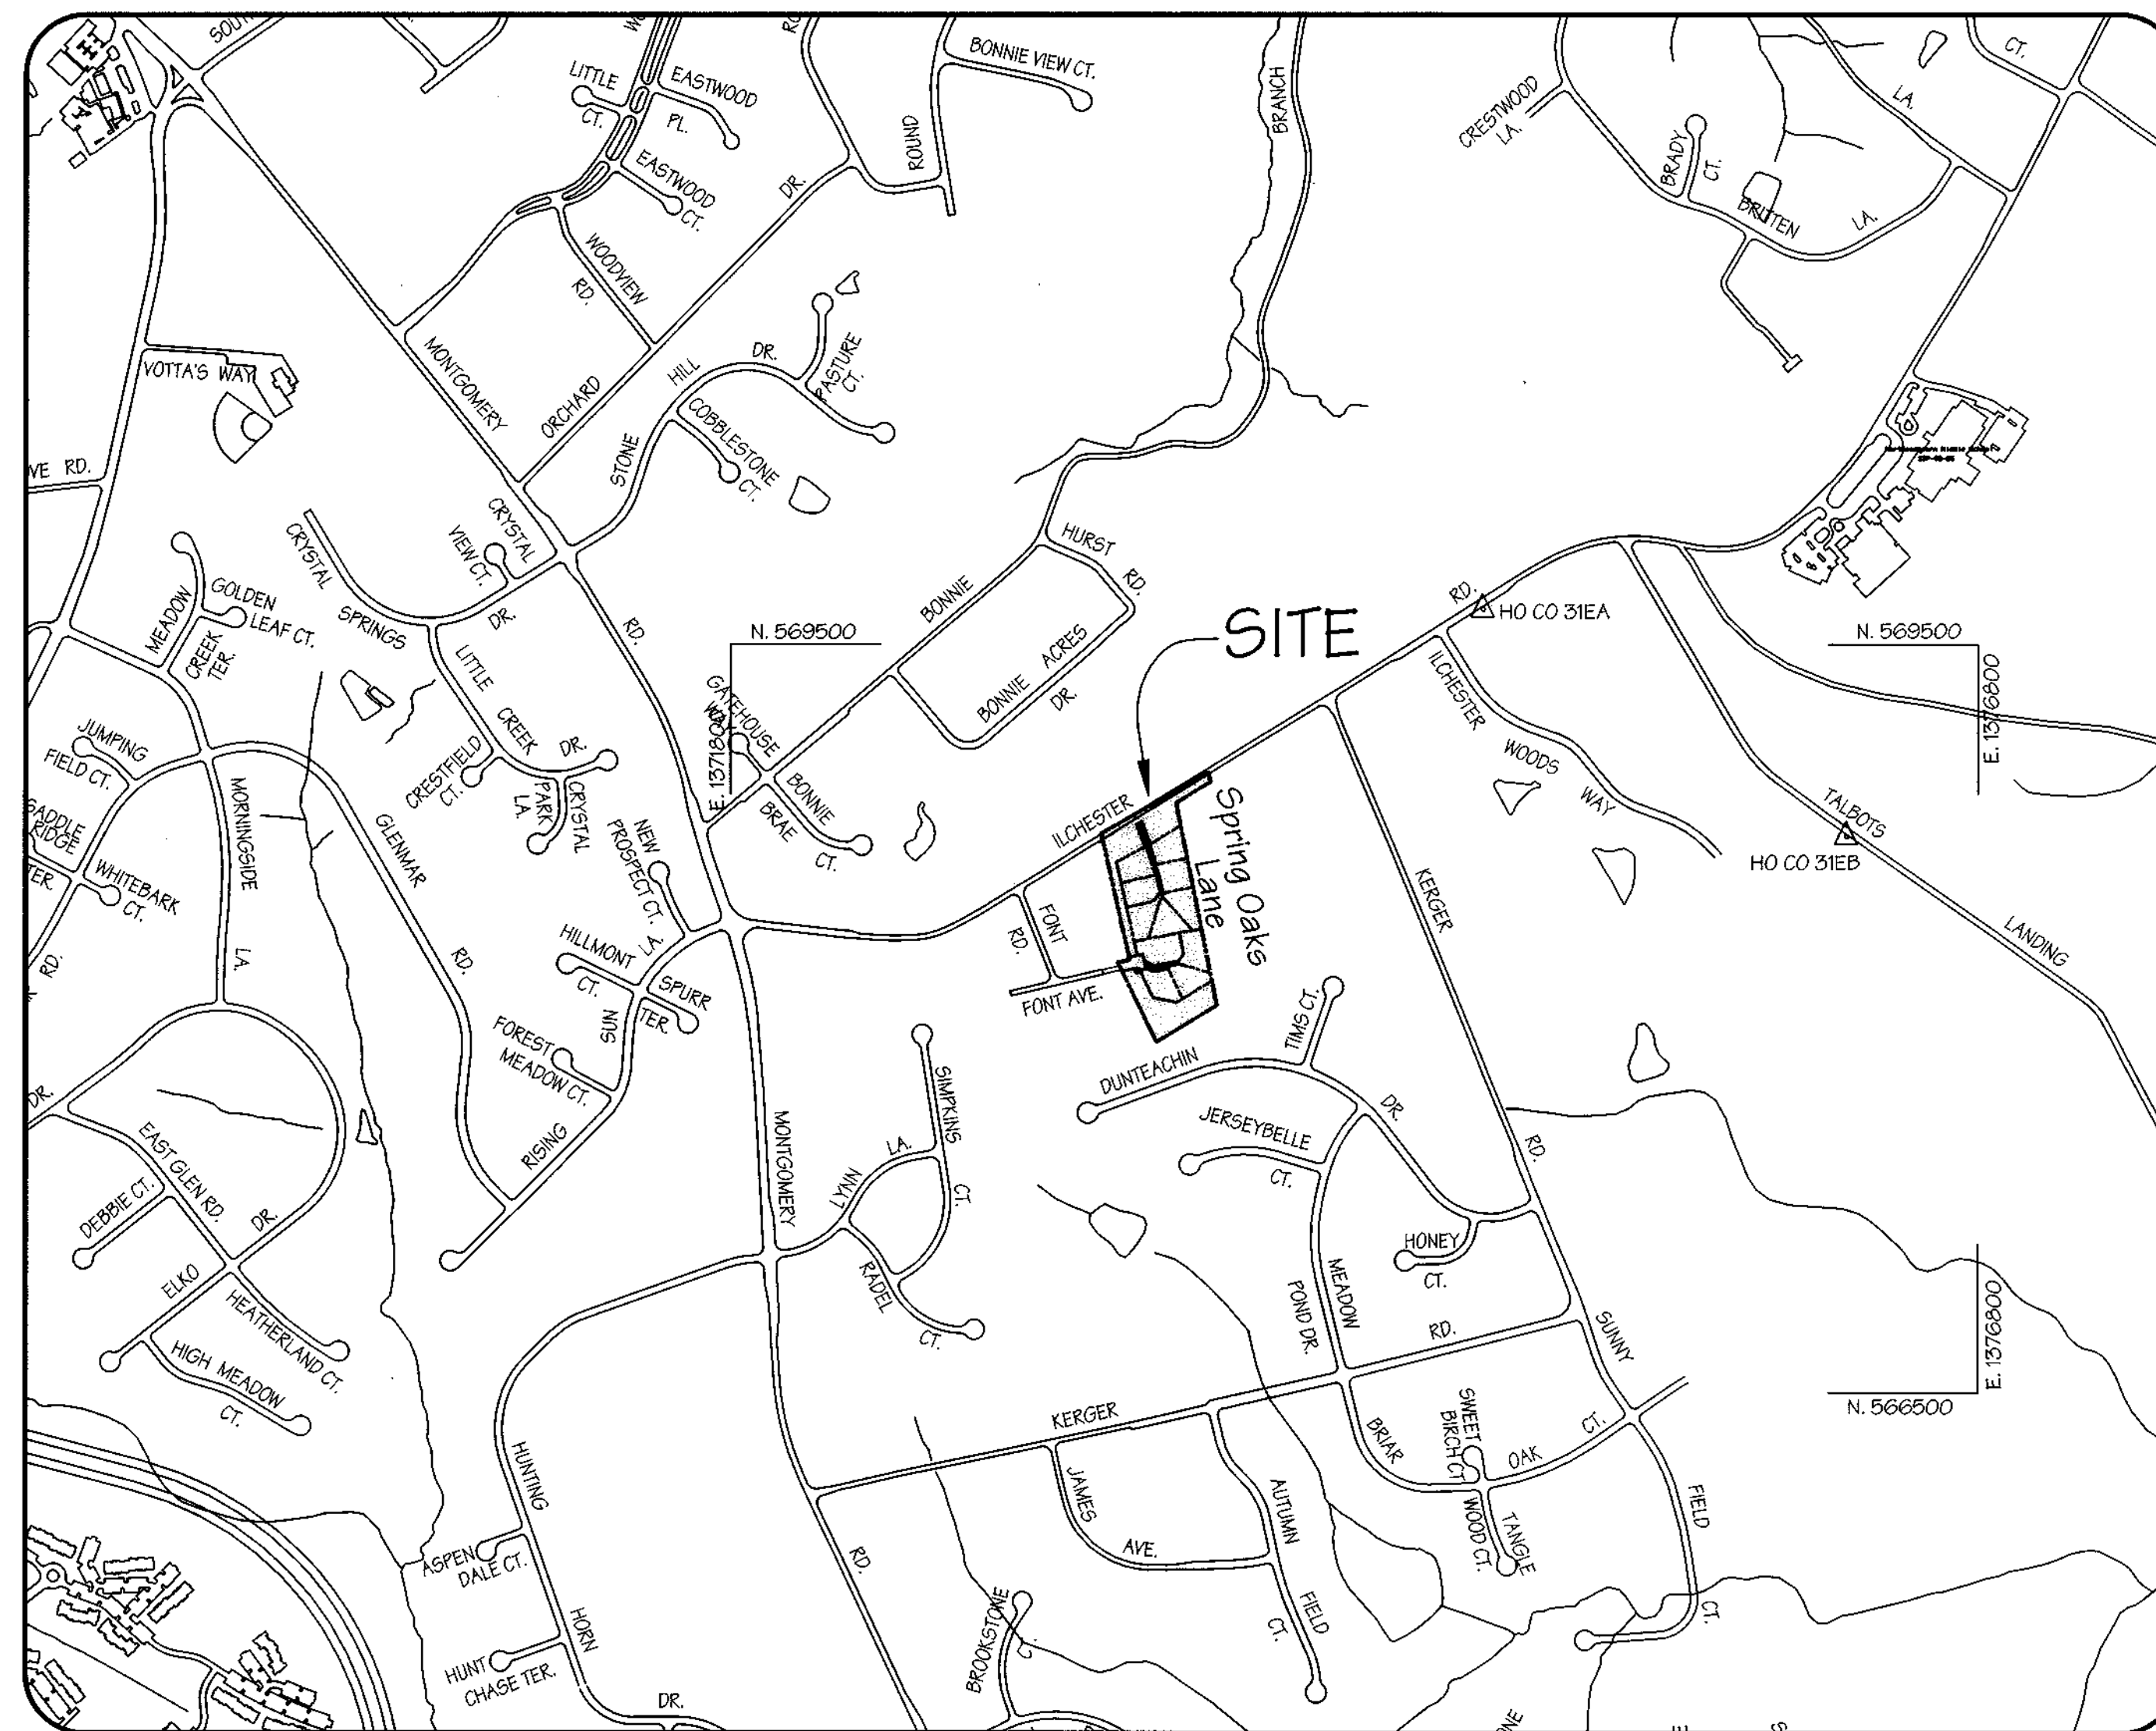 LITTLE
CT.
EASTWOOD
PL.
EASTWOOD
CT.
BONNIE VIEW CT.
ROUND
BRANCH
CRESTWOOD
LA.
BRADY
CT.
BRITTEN
LA.
LA.
CT.
DR.
WOODVIEW
RD.
VOTTA'S WAY
MONTGOMERY
ORCHARD
STONE
HILL
DR.
PASTURE
CT.
COBBLESTONE
CT.
VE RD.
CRYSTAL
VIEW CT.
CRYSTAL
SPRINGS
DR.
MEADOW
CREEK
TER.
GOLDEN
LEAF CT.
LITTLE
CREEK
DR.
RD.
HURST
RD.
BONNIE
BONNIE
ACRES
DR.
SITE
RD.
HO CO 31EA
N. 569500
E. 1371800
N. 569500
E. 1376800
GATEHOUSE
WAY
BONNIE
BRAE
CT.
JUMPING
FIELD CT.
SADDLE
RIDGE
TER.
WHITEBARK
CT.
RD.
MORNINGSIDE
LA.
GLENMAR
RD.
CRESTFIELD
CT.
CRYSTAL
PARK
LA.
NEW
PROSPECT CT.
ILCHESTER
Spring Oaks
Lane
ILCHESTER
WOODS
WAY
TALBOTS
HO CO 31EB
LANDING
KERGER
HILLMONT
CT.
LA.
SPURR
TER.
SUN
FOREST
MEADOW CT.
RISING
FONT
RD.
FONT AVE.
DUNTEACHIN
TIMS CT.
DR.
JERSEYBELLE
CT.
RD.
DR.
EAST GLEN RD.
DEBBIE CT.
DR.
ELKO
HEATHERLAND CT.
HIGH MEADOW
CT.
MONTGOMERY
SIMPKINS
CT.
LYNN
LA.
RADEL
CT.
HONEY
CT.
MEADOW
POND DR.
RD.
SUNNY
E. 1376800
N. 566500
KERGER
HUNTING
JAMES
AVE.
AUTUMN
FIELD
CT.
BRIAR
SWEET
BIRCH CT
OAK
CT.
WOOD CT.
TANGLE
FIELD
CT.
ASPEN
DALE CT.
HORN
HUNT
CHASE TER.
DR.
RD.
BROOKSTONE